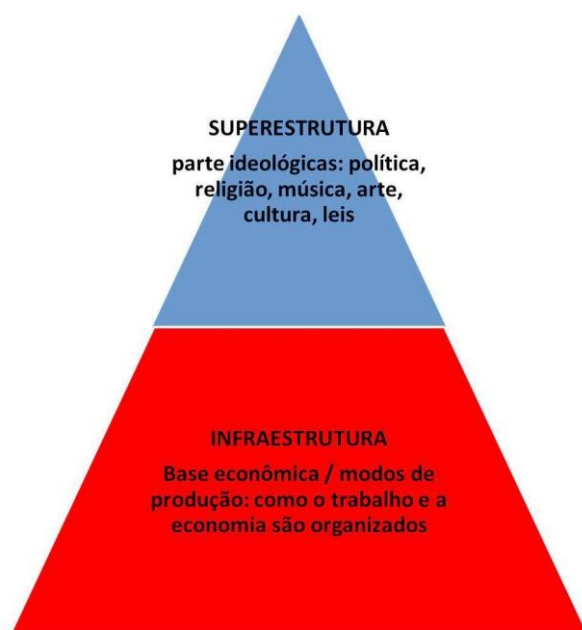 SUPERESTRUTURA
parte ideológicas: política,
religião, música, arte,
cultura, leis
INFRAESTRUTURA
Base econômica / modos de
produção: como o trabalho e a
economia são organizados